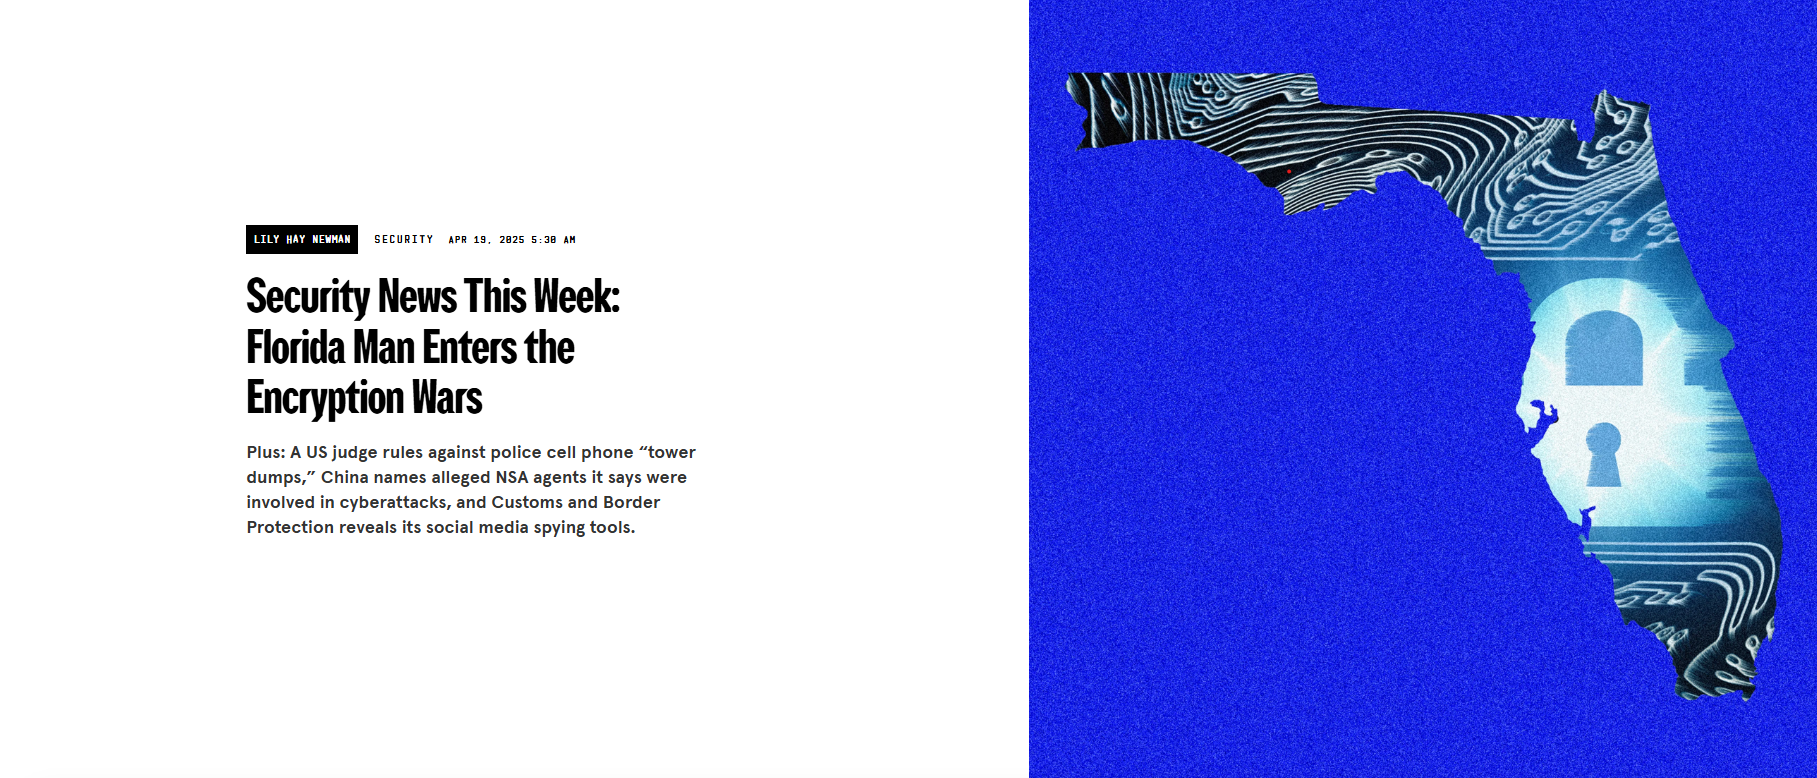 LILY HAY NEWMAN SECURITY APR 19, 2025 5:30 AM
Security News This Week:
Florida Man Enters the
Encryption Wars
Plus: A US judge rules against police cell phone “tower
dumps,” China names alleged NSA agents it says were
involved in cyberattacks, and Customs and Border
Protection reveals its social media spying tools.